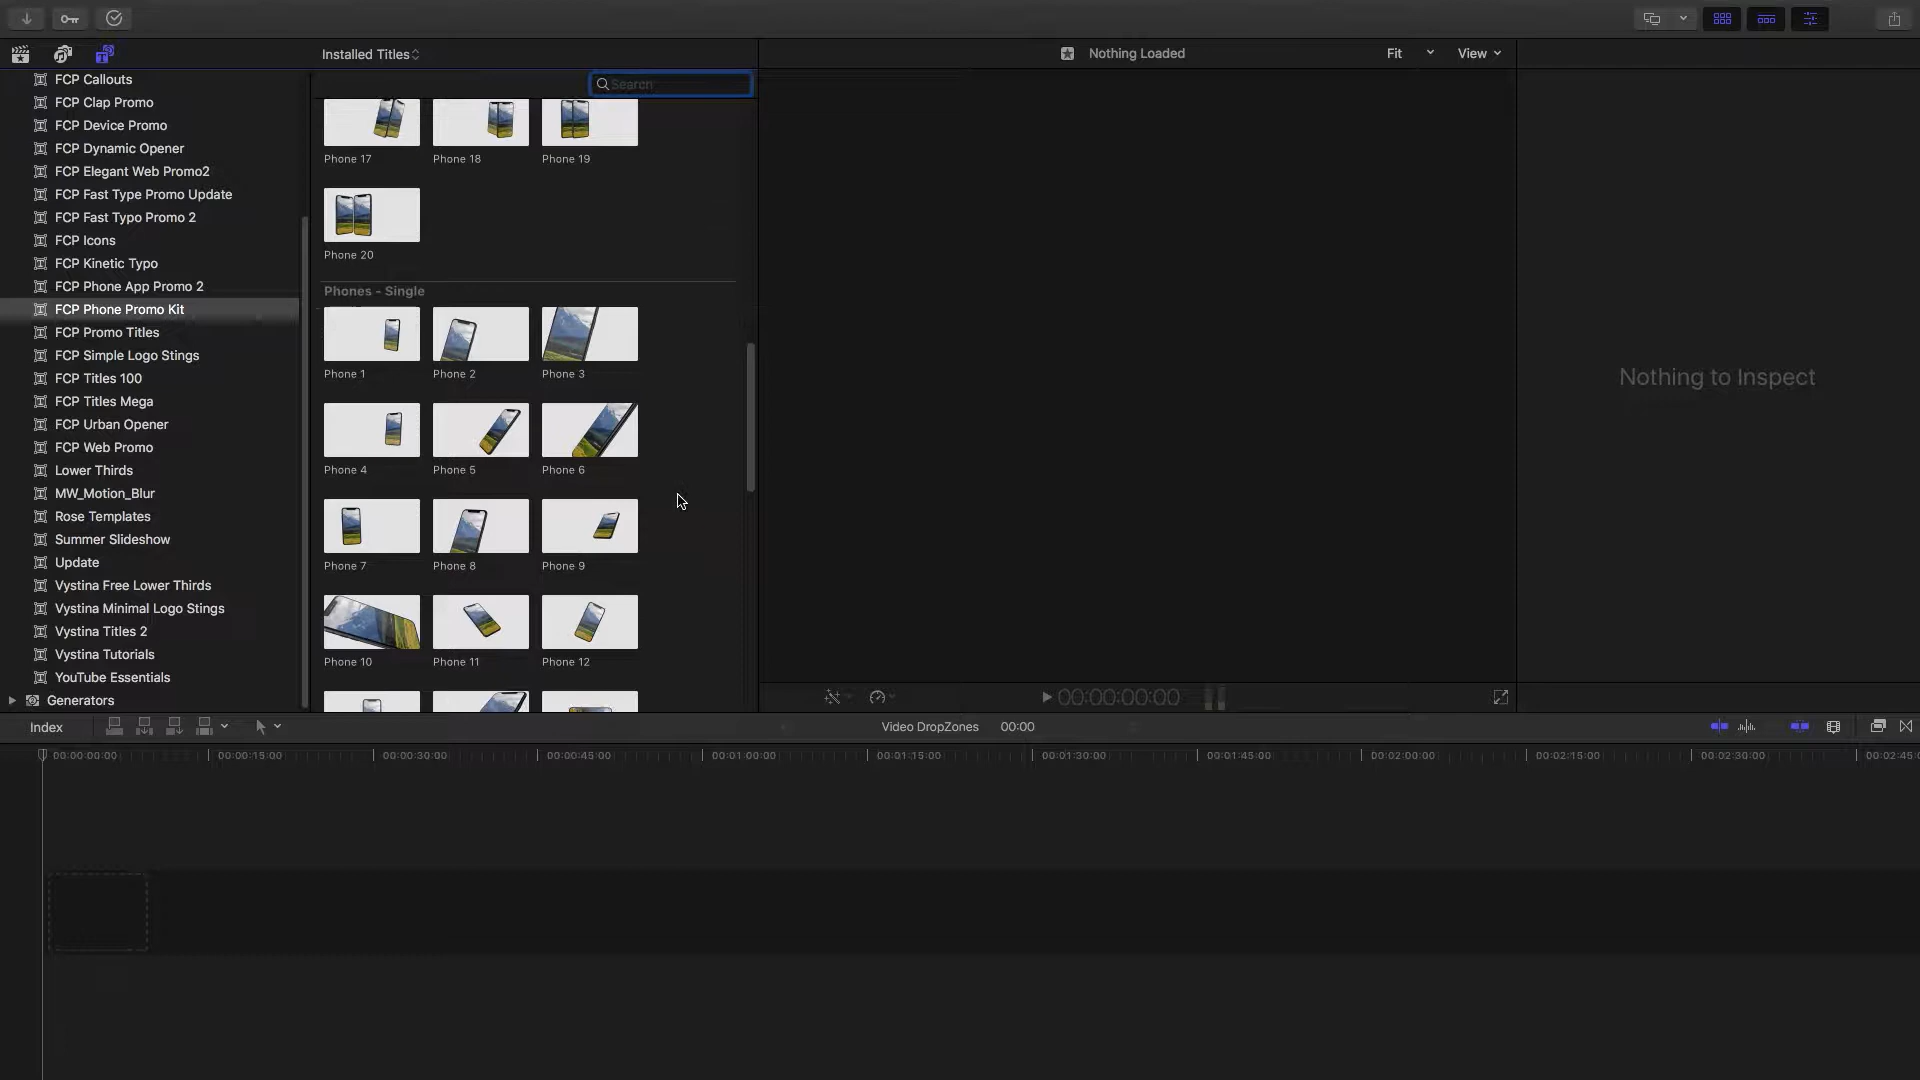 Installed Titles
Nothing Loaded
Fit
View
FCP Callouts
FCP Clap Promo
FCP Device Promo
FCP Dynamic Opener
FCP Elegant Web Promo2
FCP Fast Type Promo Update
FCP Fast Typo Promo 2
FCP Icons
FCP Kinetic Typo
FCP Phone App Promo 2
FCP Phone Promo Kit
FCP Promo Titles
FCP Simple Logo Stings
FCP Titles 100
FCP Titles Mega
FCP Urban Opener
FCP Web Promo
Lower Thirds
MW_Motion_Blur
Rose Templates
Summer Slideshow
Update
Vystina Free Lower Thirds
Vystina Minimal Logo Stings
Vystina Titles 2
Vystina Tutorials
YouTube Essentials
Generators
Search
Phone 17
Phone 18
Phone 19
Phone 20
Phones - Single
Phone 1
Phone 2
Phone 3
Phone 4
Phone 5
Phone 6
Phone 7
Phone 8
Phone 9
Phone 10
Phone 11
Phone 12
Nothing to Inspect
00:00:00:00
Index
Video DropZones
00:00
00:00:00:00
00:00:15:00
00:00:30:00
00:00:45:00
00:01:00:00
00:01:15:00
00:01:30:00
00:01:45:00
00:02:00:00
00:02:15:00
00:02:30:00
00:02:45:0